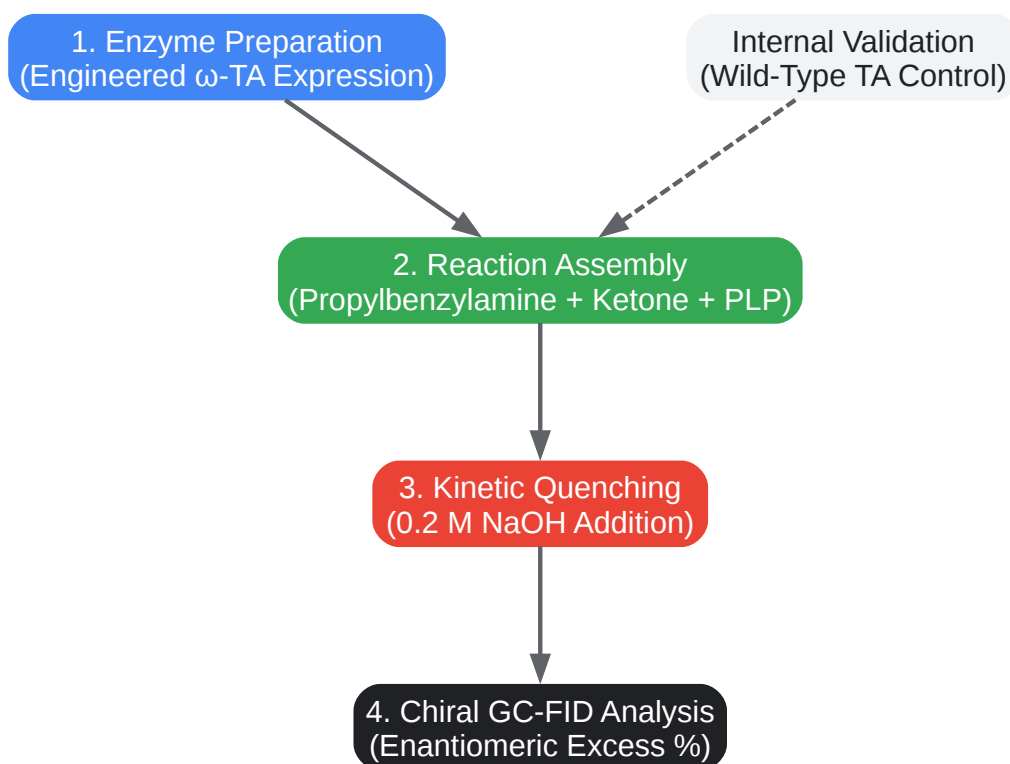 1. Enzyme Preparation
(Engineered ω-TA Expression)
Internal Validation
(Wild-Type TA Control)
2. Reaction Assembly
(Propylbenzylamine + Ketone + PLP)
3. Kinetic Quenching
(0.2 M NaOH Addition)
4. Chiral GC-FID Analysis
(Enantiomeric Excess %)